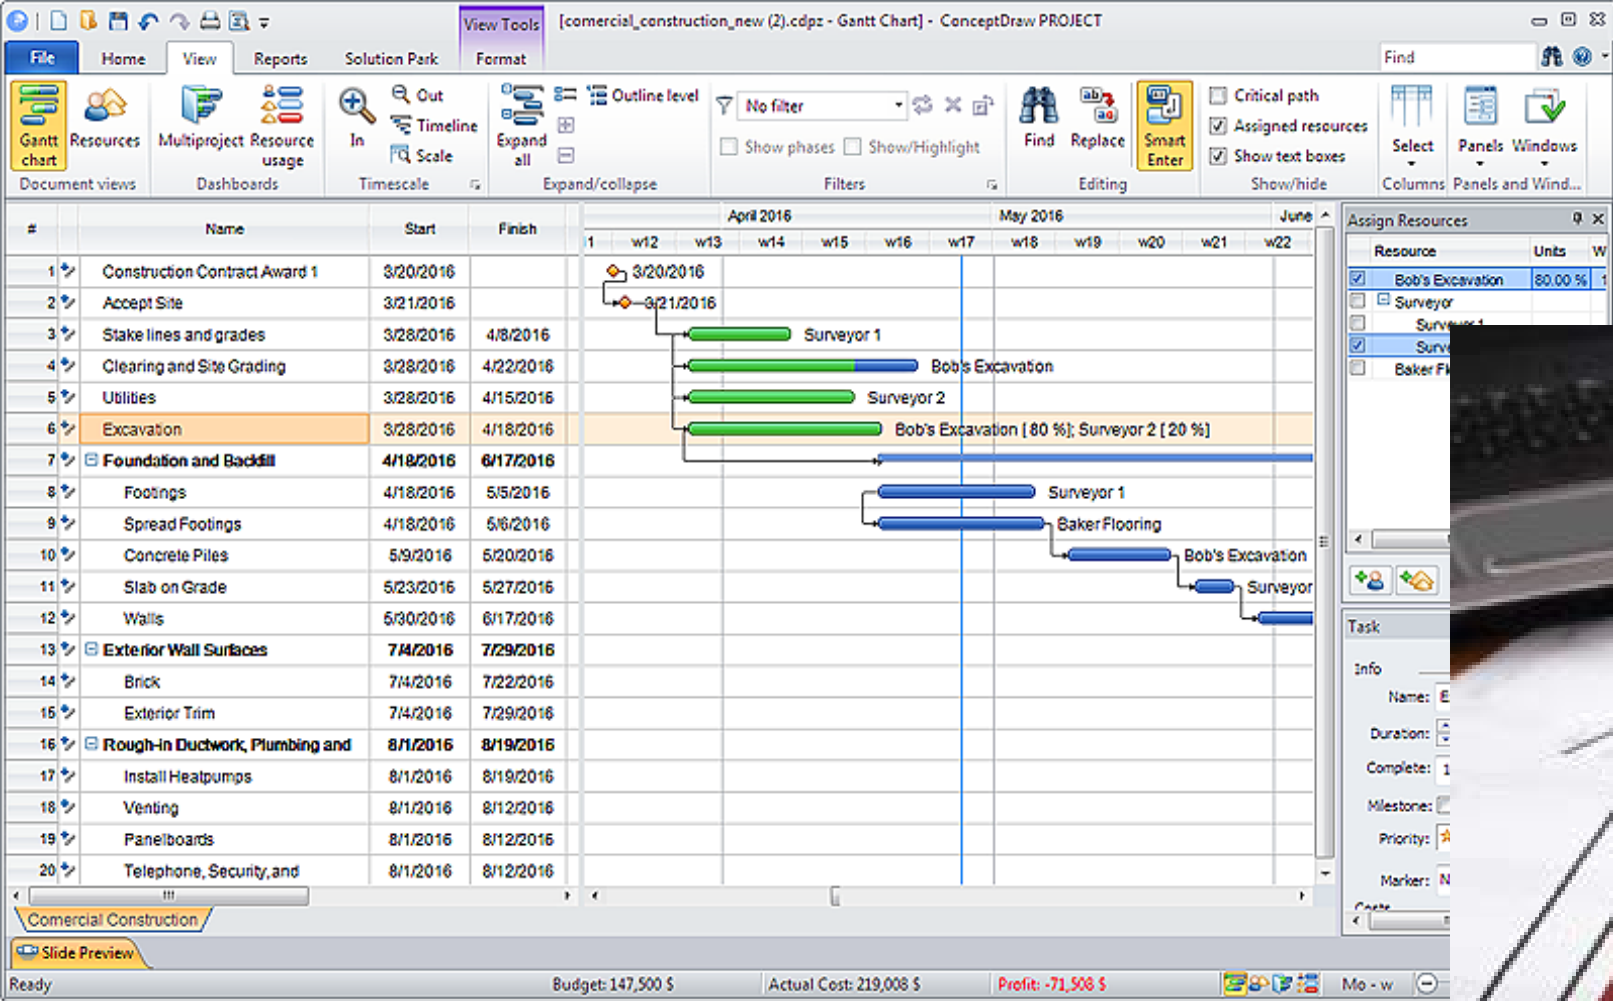 View Tools
[comercial_construction_new (2).cdpz - Gantt Chart] - ConceptDraw PROJECT
File Home View Reports Solution Park Format Find
Gantt chart
Resources
Multiproject
Resource usage
In
Out
Timeline
Scale
Expand all
Outline level
No filter
Show phases Show/Highlight
Find
Replace
Smart Enter
Critical path
Assigned resources
Show text boxes
Select
Panels
Windows
Document views Dashboards Timescale Expand/collapse Filters Editing Show/hide Columns Panels and Wind...
# Name Start Finish
April 2016 May 2016 June
w12 w13 w14 w15 w16 w17 w18 w19 w20 w21 w22
1 Construction Contract Award 1 3/20/2016 3/20/2016
2 Accept Site 3/21/2016 3/21/2016
3 Stake lines and grades 3/28/2016 4/8/2016 Surveyor 1
4 Clearing and Site Grading 3/28/2016 4/22/2016 Bob's Excavation
5 Utilities 3/28/2016 4/15/2016 Surveyor 2
6 Excavation 3/28/2016 4/18/2016 Bob's Excavation [ 80 %]; Surveyor 2 [ 20 %]
7 Foundation and Backfill 4/18/2016 6/17/2016
8 Footings 4/18/2016 5/5/2016 Surveyor 1
9 Spread Footings 4/18/2016 5/6/2016 Baker Flooring
10 Concrete Piles 5/9/2016 5/20/2016 Bob's Excavation
11 Slab on Grade 5/23/2016 5/27/2016 Surveyor
12 Walls 5/30/2016 6/17/2016
13 Exterior Wall Surfaces 7/4/2016 7/29/2016
14 Brick 7/4/2016 7/22/2016
15 Exterior Trim 7/4/2016 7/29/2016
16 Rough-in Ductwork, Plumbing and 8/1/2016 8/19/2016
17 Install Heatpumps 8/1/2016 8/19/2016
18 Venting 8/1/2016 8/12/2016
19 Panelboards 8/1/2016 8/12/2016
20 Telephone, Security, and 8/1/2016 8/12/2016
Assign Resources
Resource Units W
Bob's Excavation 80.00 % 1
Surveyor
Baker
Task
Info
Name: E
Duration:
Complete: 1
Milestone:
Priority:
Marker: N
Comercial Construction
Slide Preview
Ready Budget: 147,500 $ Actual Cost: 219,008 $ Profit: -71,508 $ Mo - w